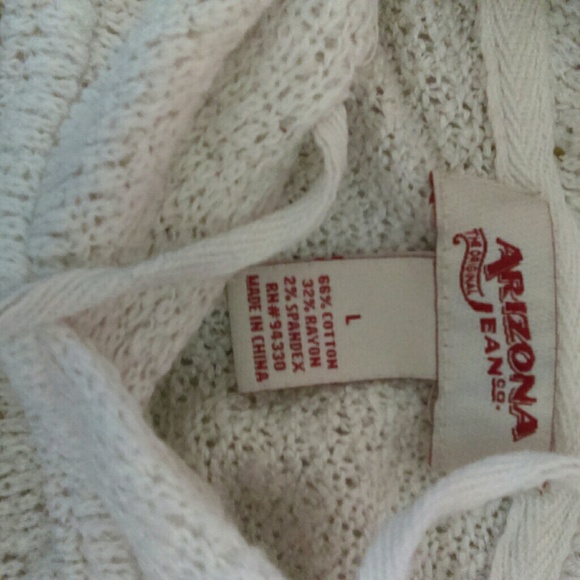 THE ORIGINAL
ARIZONA
JEAN CO.
L
66% COTTON
32% RAYON
2% SPANDEX
RN#94330
MADE IN CHINA